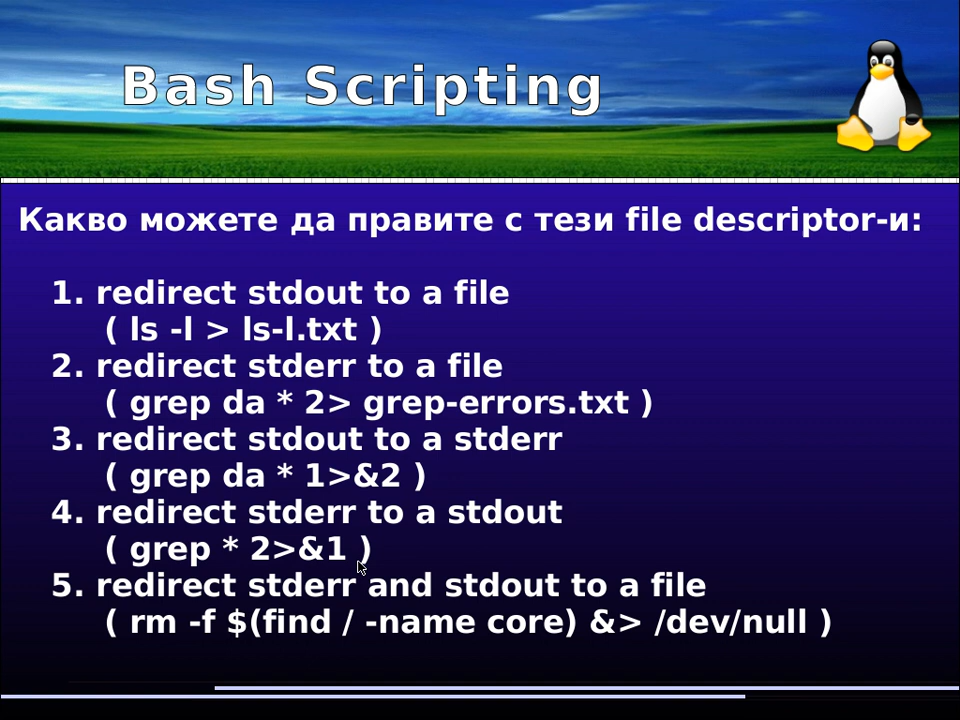 Bash Scripting
Какво можете да правите с тези file descriptor-и:
1. redirect stdout to a file
( ls -l > ls-l.txt )
2. redirect stderr to a file
( grep da * 2> grep-errors.txt )
3. redirect stdout to a stderr
( grep da * 1>&2 )
4. redirect stderr to a stdout
( grep * 2>&1 )
5. redirect stderr and stdout to a file
( rm -f $(find / -name core) &> /dev/null )